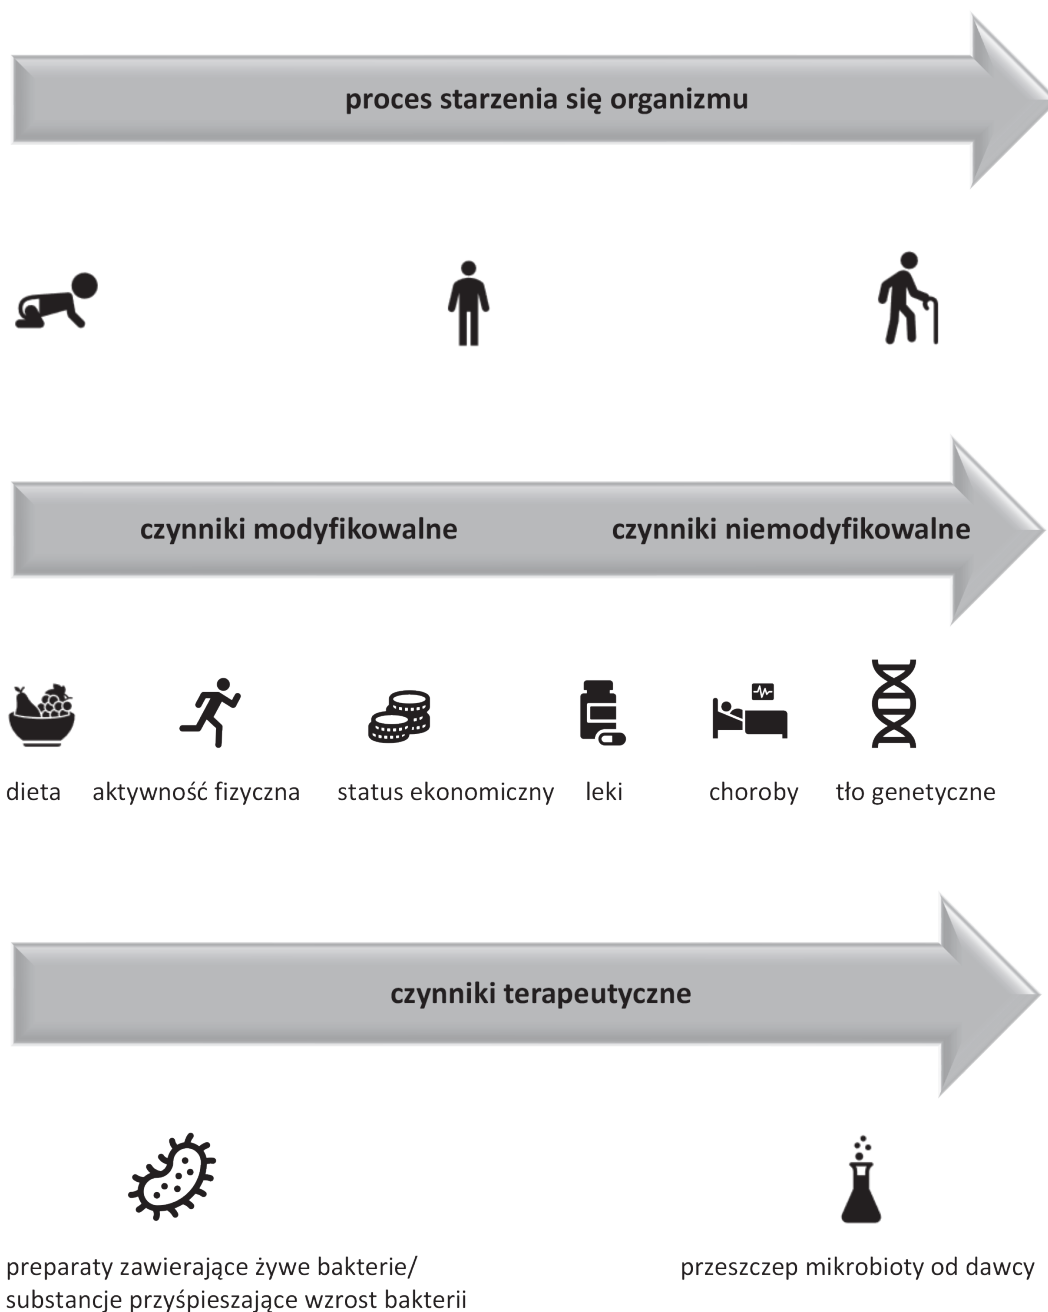 proces starzenia się organizmu
czynniki modyfikowalne czynniki niemodyfikowalne
dieta aktywność fizyczna status ekonomiczny leki choroby tło genetyczne
czynniki terapeutyczne
preparaty zawierające żywe bakterie/
substancje przyśpieszające wzrost bakterii
przeszczep mikrobioty od dawcy